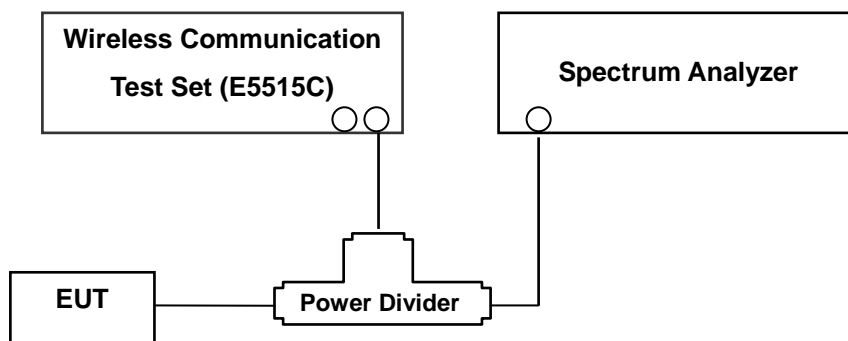 Wireless Communication
Test Set (E5515C)
Spectrum Analyzer
EUT
Power Divider